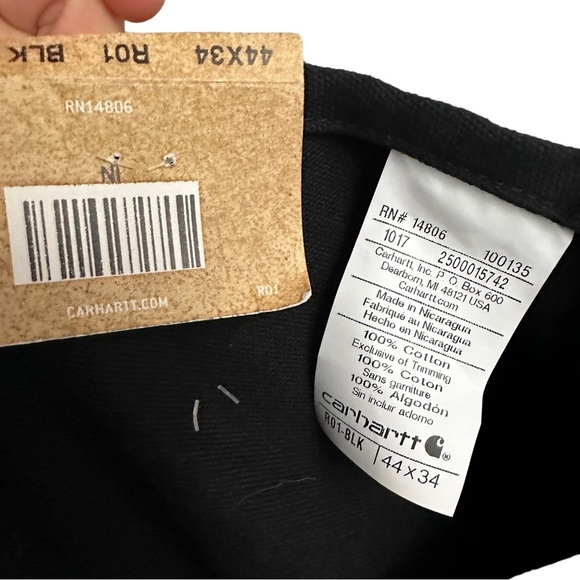 44X34 R01 BLK
RN14806
IN
CARHARTT.COM R01
RN# 14806 100135
1017 2500015742
Carhartt, Inc. P. O. Box 600
Dearborn, MI 48121 USA
Carhartt.com
Made in Nicaragua
Fabriqué au Nicaragua
Hecho en Nicaragua
100% Cotton
Exclusive of Trimming
100% Coton
Sans garniture
100% Algodón
Sin incluir adorno
carhartt
R01-BLK 44X34